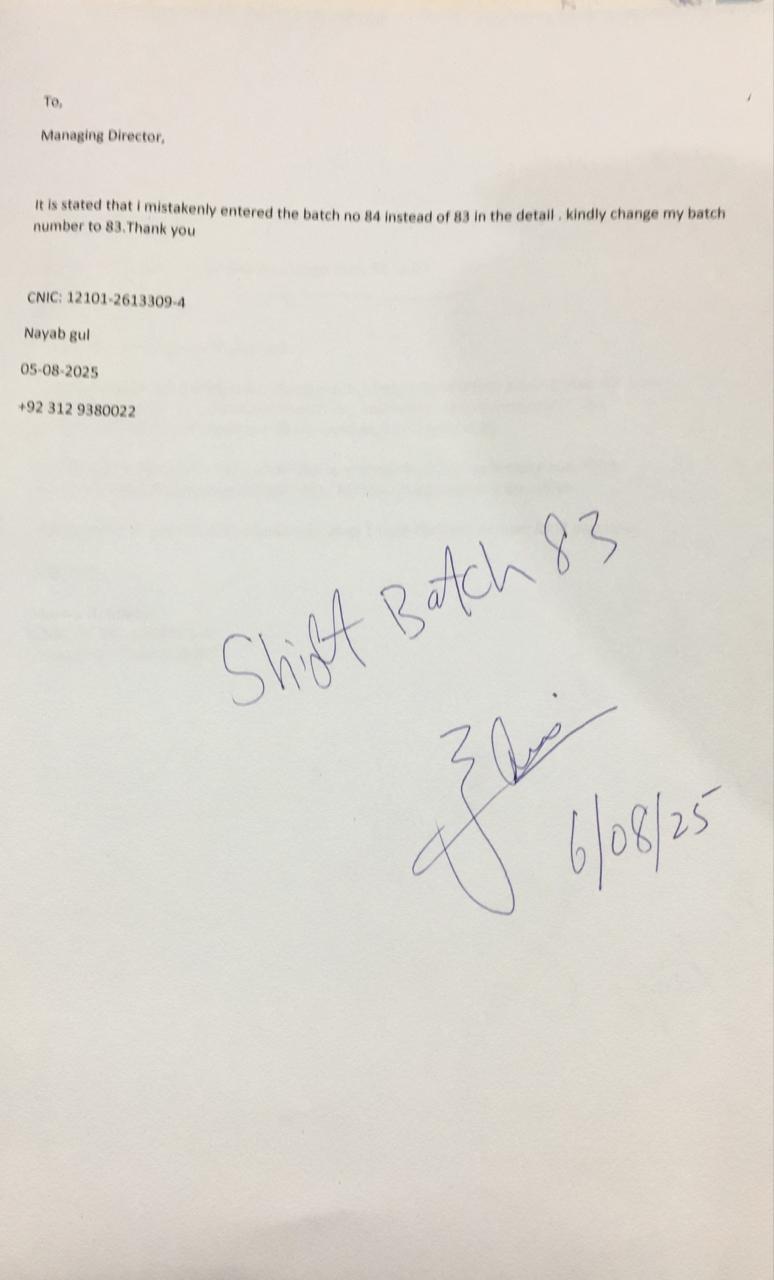 To,
Managing Director,
It is stated that i mistakenly entered the batch no 84 instead of 83 in the detail . kindly change my batch
number to 83.Thank you
CNIC: 12101-2613309-4
Nayab gul
05-08-2025
+92 312 9380022
Shift Batch 83
6/08/25